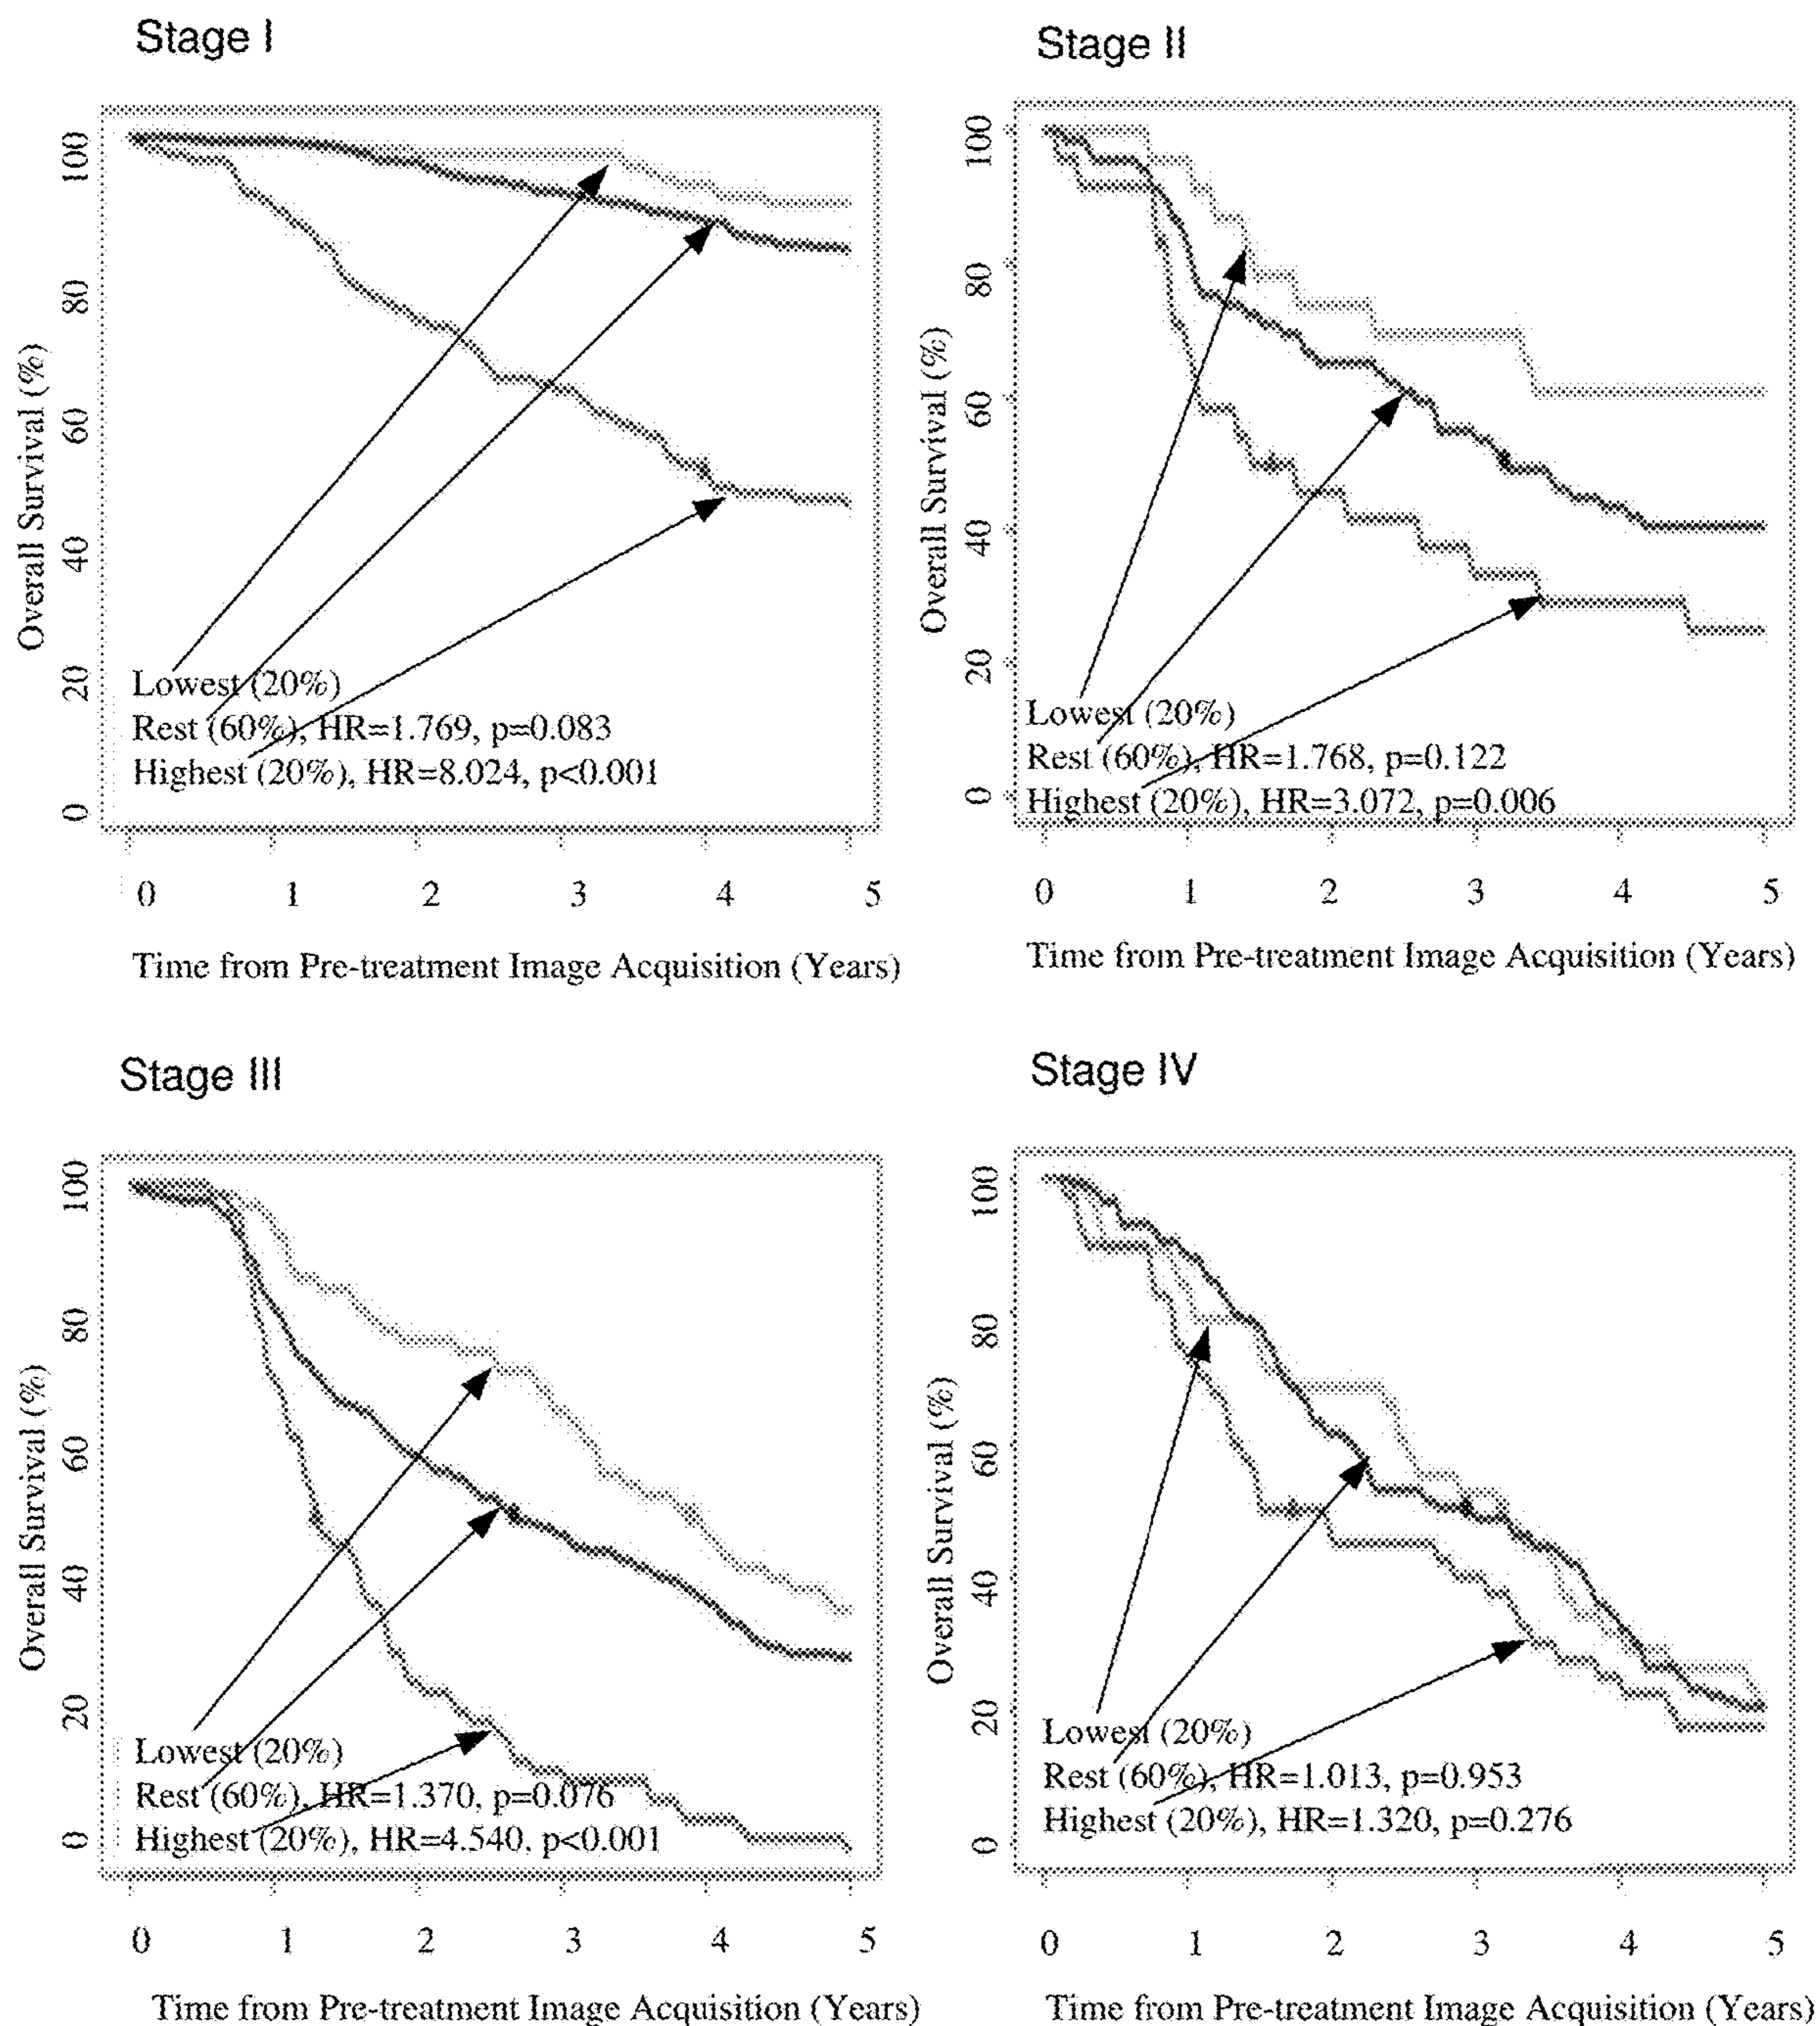 Stage I
Overall Survival (%)
100
80
60
40
20
0
Lowest (20%)
Rest (60%), HR=1.769, p=0.083
Highest (20%), HR=8.024, p<0.001
0 1 2 3 4 5
Time from Pre-treatment Image Acquisition (Years)
Stage II
Overall Survival (%)
100
80
60
40
20
0
Lowest (20%)
Rest (60%), HR=1.768, p=0.122
Highest (20%), HR=3.072, p=0.006
0 1 2 3 4 5
Time from Pre-treatment Image Acquisition (Years)
Stage III
Overall Survival (%)
100
80
60
40
20
0
Lowest (20%)
Rest (60%), HR=1.370, p=0.076
Highest (20%), HR=4.540, p<0.001
0 1 2 3 4 5
Time from Pre-treatment Image Acquisition (Years)
Stage IV
Overall Survival (%)
100
80
60
40
20
0
Lowest (20%)
Rest (60%), HR=1.013, p=0.953
Highest (20%), HR=1.320, p=0.276
0 1 2 3 4 5
Time from Pre-treatment Image Acquisition (Years)